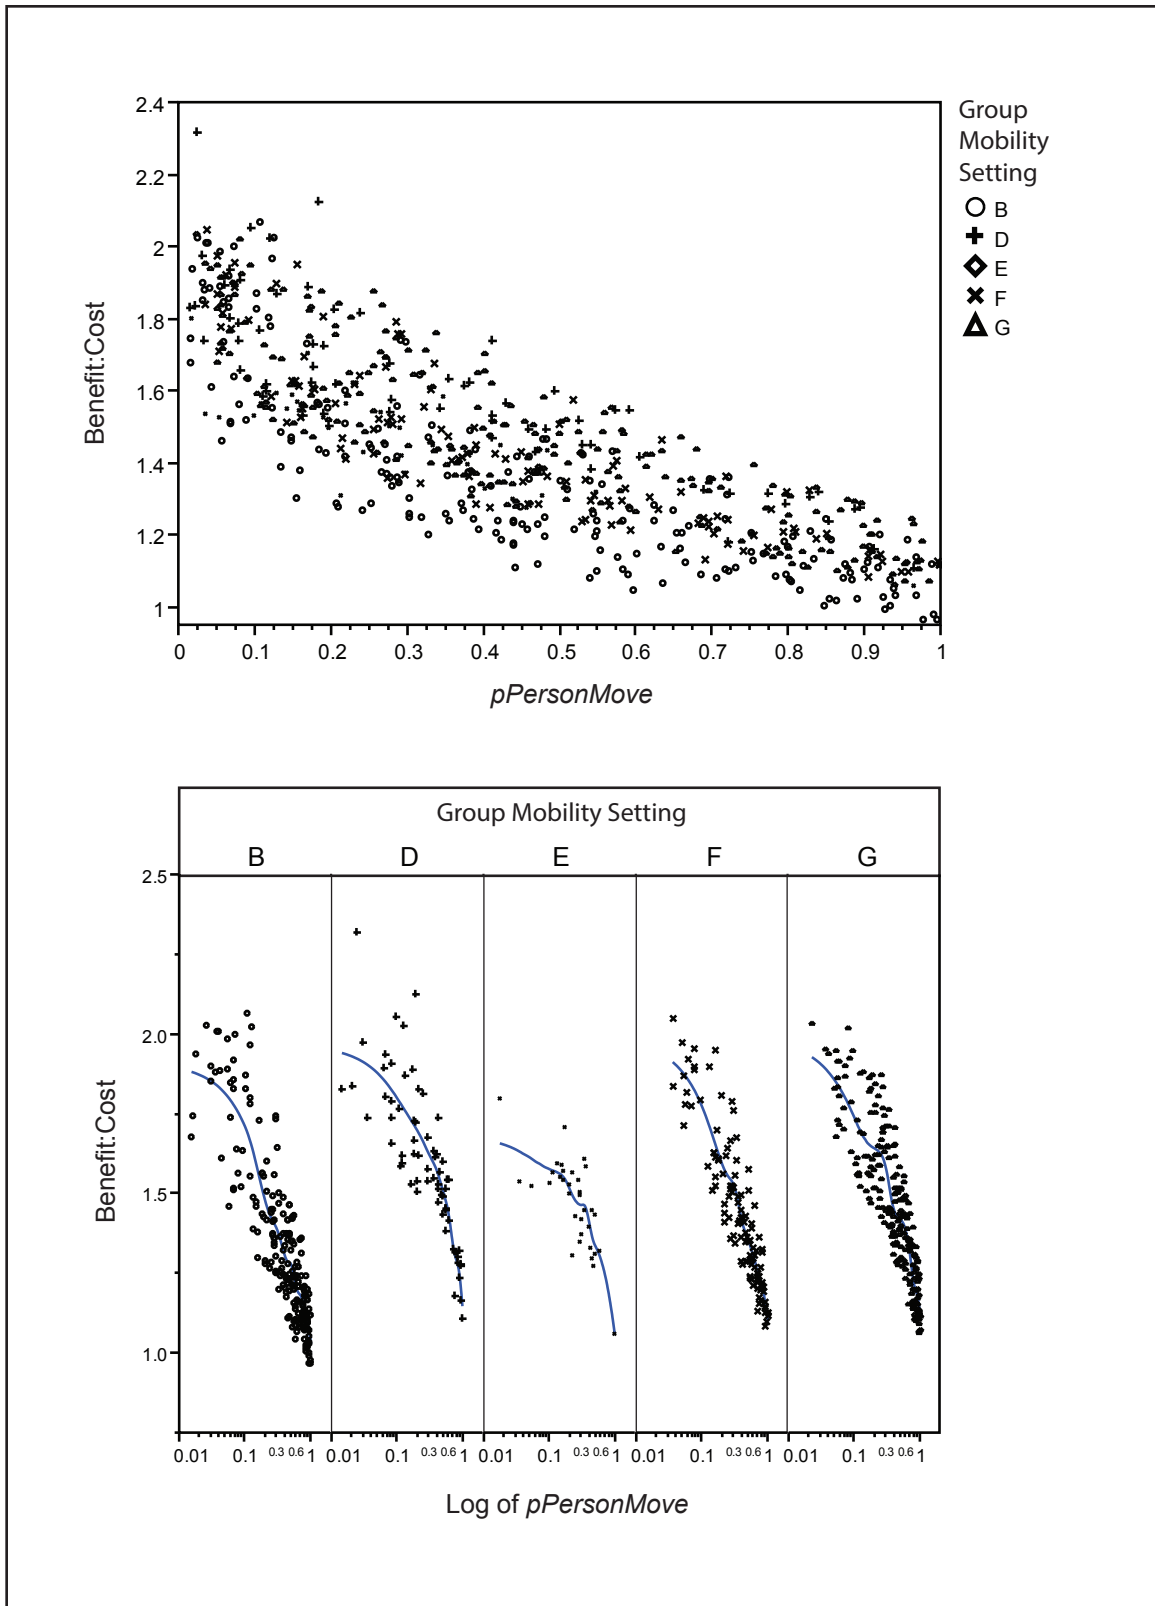 2.4
2.2
2
1.8
1.6
1.4
1.2
1
Benefit:Cost
0 0.1 0.2 0.3 0.4 0.5 0.6 0.7 0.8 0.9 1
pPersonMove
Group
Mobility
Setting
B
D
E
F
G
Group Mobility Setting
B D E F G
2.5
2.0
1.5
1.0
Benefit:Cost
0.01 0.1 0.3 0.6 1 0.01 0.1 0.3 0.6 1 0.01 0.1 0.3 0.6 1 0.01 0.1 0.3 0.6 1 0.01 0.1 0.3 0.6 1
Log of pPersonMove